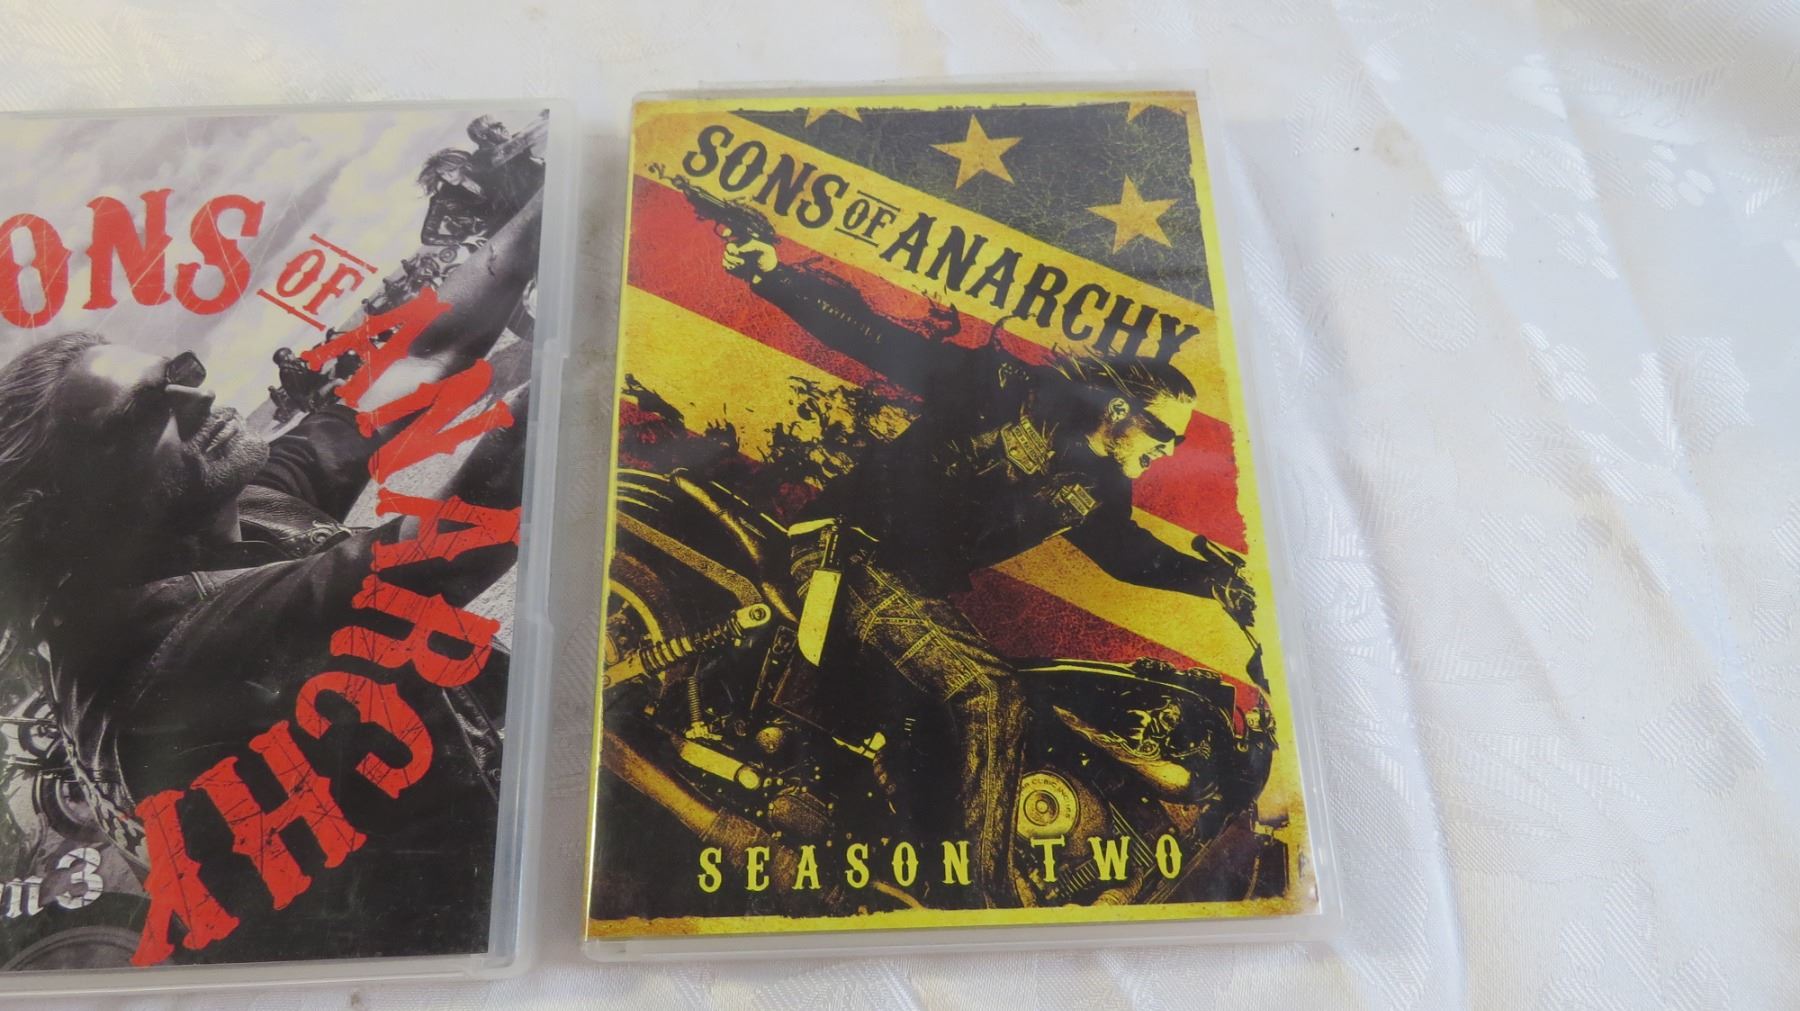 ONS OF
ANARCHY
n 3
SONS OF ANARCHY
SEASON TWO